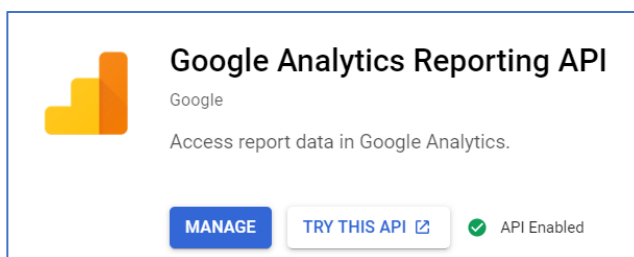 Google Analytics Reporting API
Google
Access report data in Google Analytics.
MANAGE TRY THIS API API Enabled